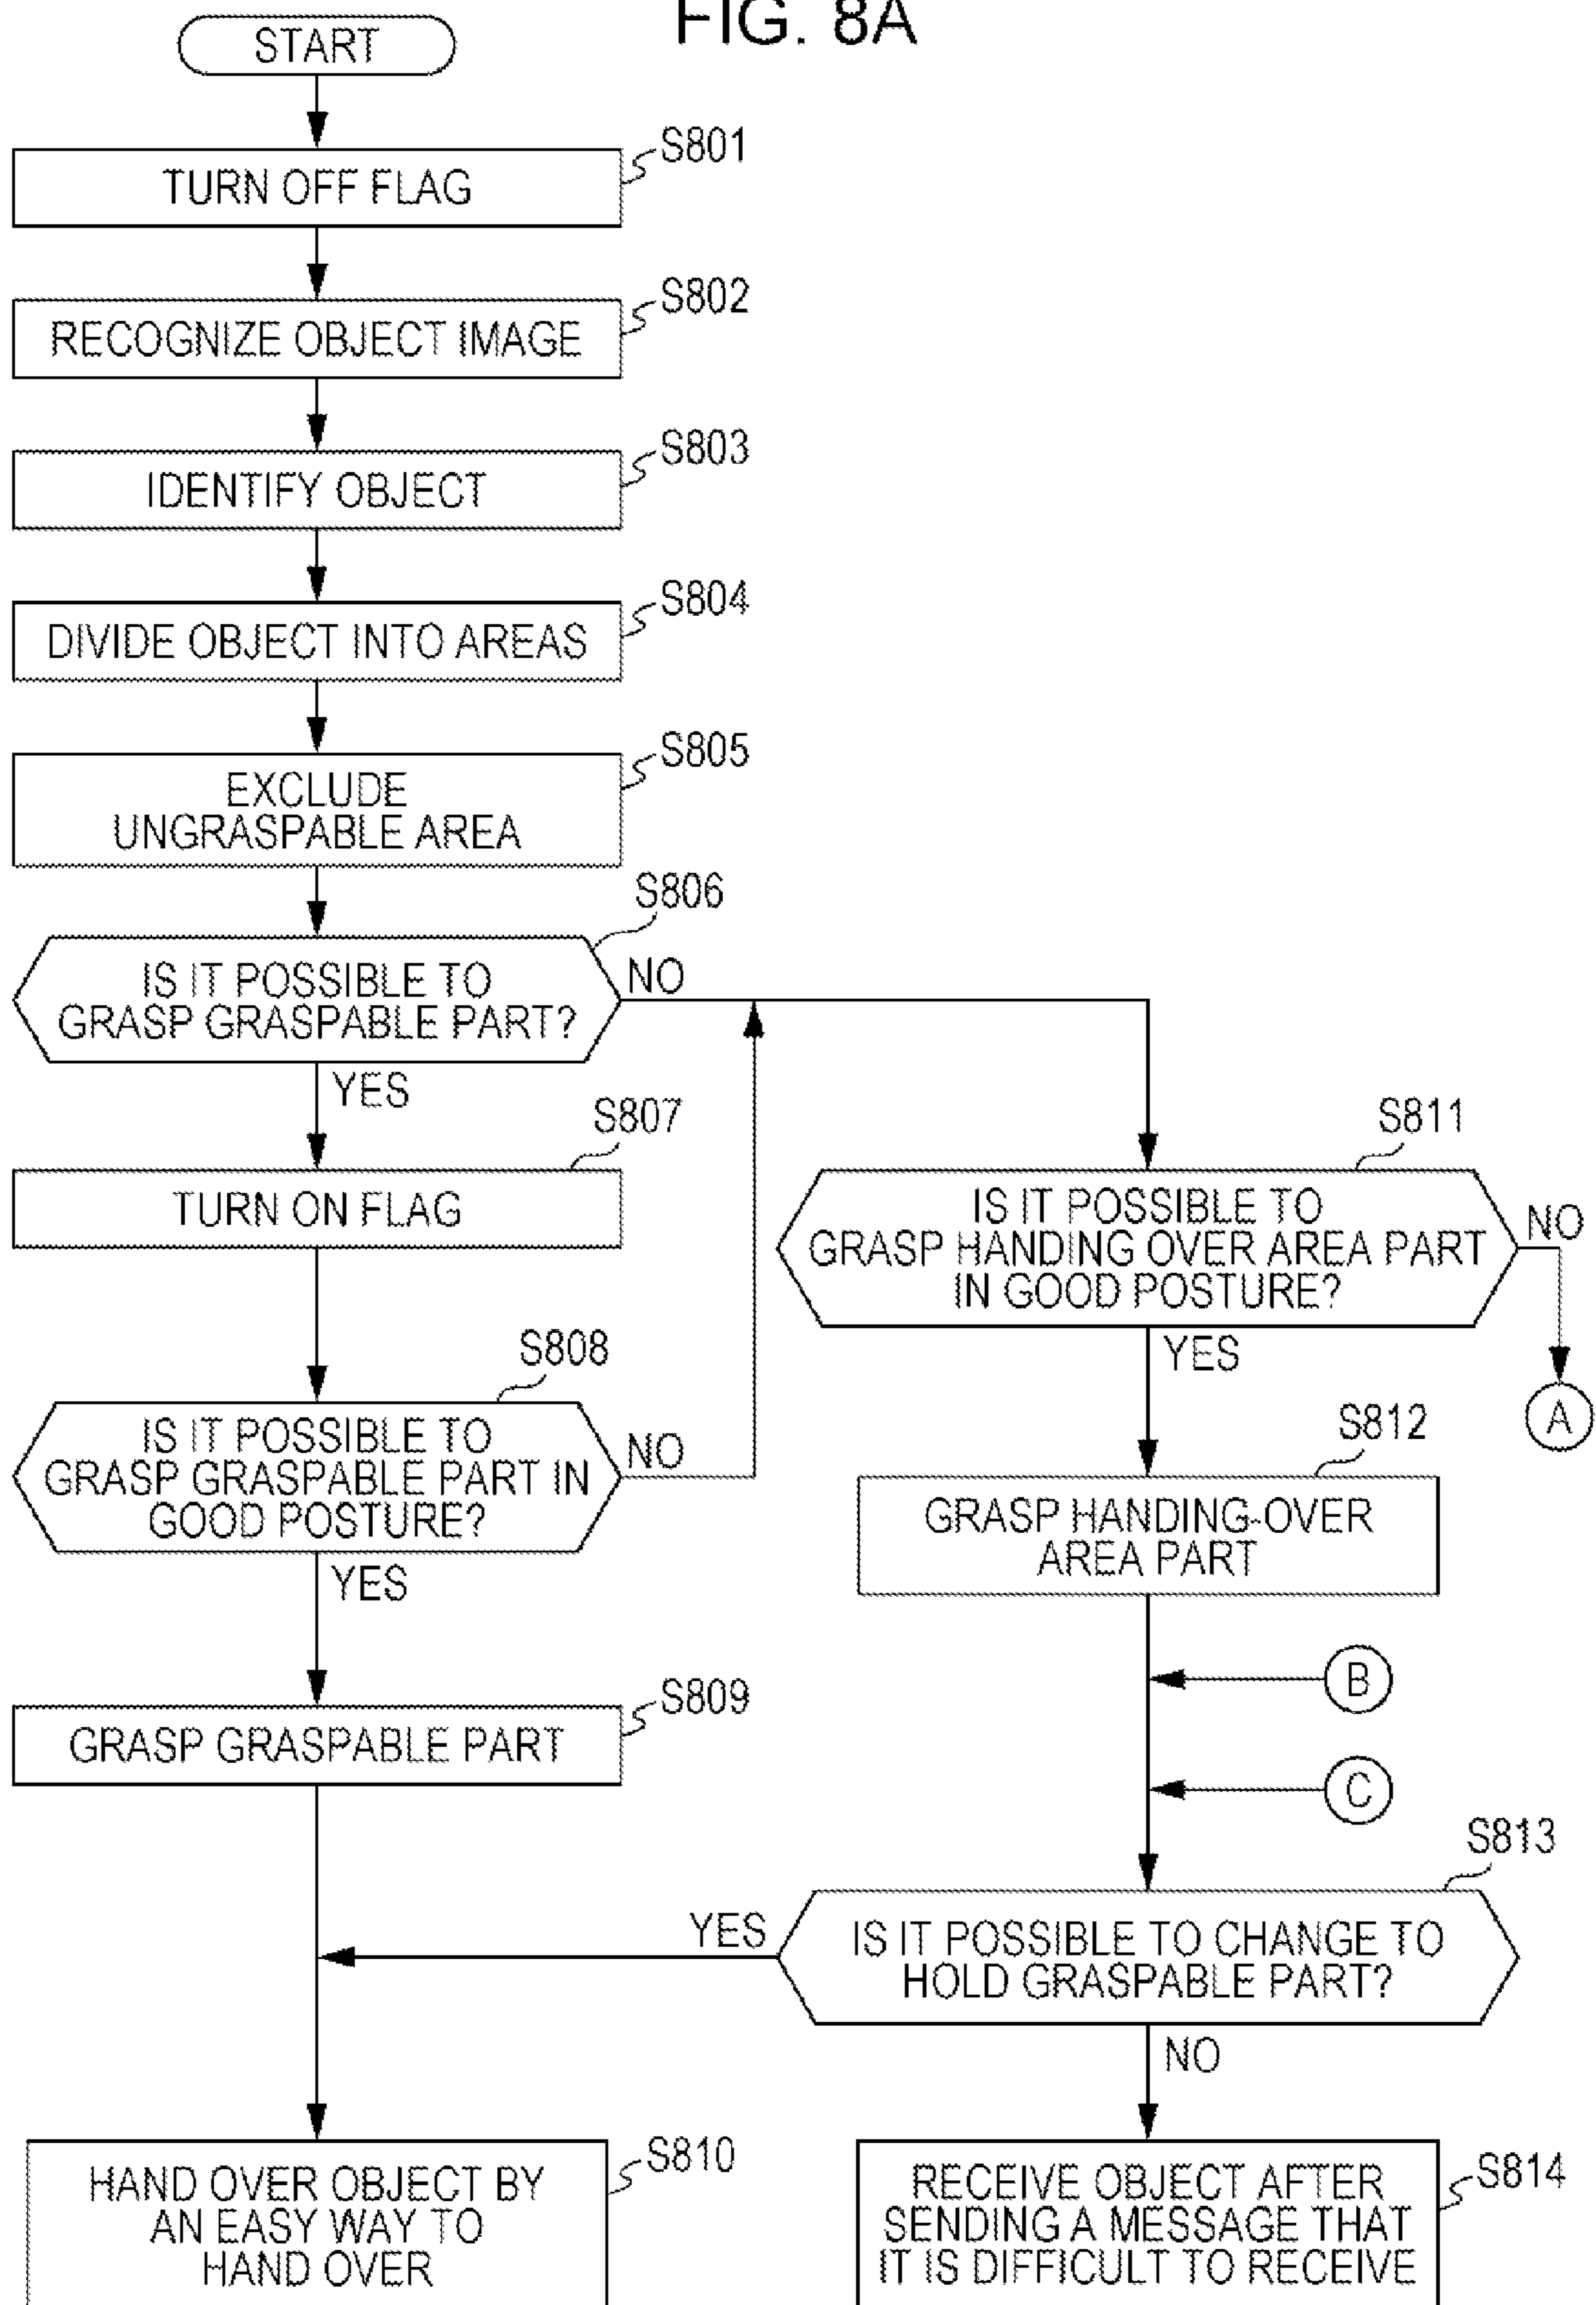 FIG. 8A
START
S801
TURN OFF FLAG
S802
RECOGNIZE OBJECT IMAGE
S803
IDENTIFY OBJECT
S804
DIVIDE OBJECT INTO AREAS
S805
EXCLUDE
UNGRASPABLE AREA
S806
IS IT POSSIBLE TO
GRASP GRASPABLE PART?
NO
YES
S807
TURN ON FLAG
S808
IS IT POSSIBLE TO
GRASP GRASPABLE PART IN
GOOD POSTURE?
NO
YES
S809
GRASP GRASPABLE PART
S810
HAND OVER OBJECT BY
AN EASY WAY TO
HAND OVER
S811
IS IT POSSIBLE TO
GRASP HANDING OVER AREA PART
IN GOOD POSTURE?
NO
A
YES
S812
GRASP HANDING-OVER
AREA PART
B
C
S813
IS IT POSSIBLE TO CHANGE TO
HOLD GRASPABLE PART?
YES
NO
S814
RECEIVE OBJECT AFTER
SENDING A MESSAGE THAT
IT IS DIFFICULT TO RECEIVE